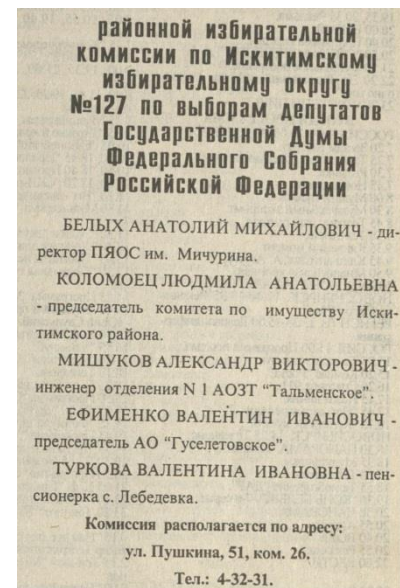 районной избирательной
комиссии по Искитимскому
избирательному округу
№127 по выборам депутатов
Государственной Думы
Федерального Собрания
Российской Федерации
БЕЛЫХ АНАТОЛИЙ МИХАЙЛОВИЧ - ди-
ректор ПЯОС им. Мичурина.
КОЛОМОЕЦ ЛЮДМИЛА АНАТОЛЬЕВНА
- председатель комитета по имуществу Иски-
тимского района.
МИШУКОВ АЛЕКСАНДР ВИКТОРОВИЧ -
инженер отделения N 1 АОЗТ "Тальменское".
ЕФИМЕНКО ВАЛЕНТИН ИВАНОВИЧ -
председатель АО "Гуселетовское".
ТУРКОВА ВАЛЕНТИНА ИВАНОВНА - пен-
сионерка с. Лебедевка.
Комиссия располагается по адресу:
ул. Пушкина, 51, ком. 26.
Тел.: 4-32-31.